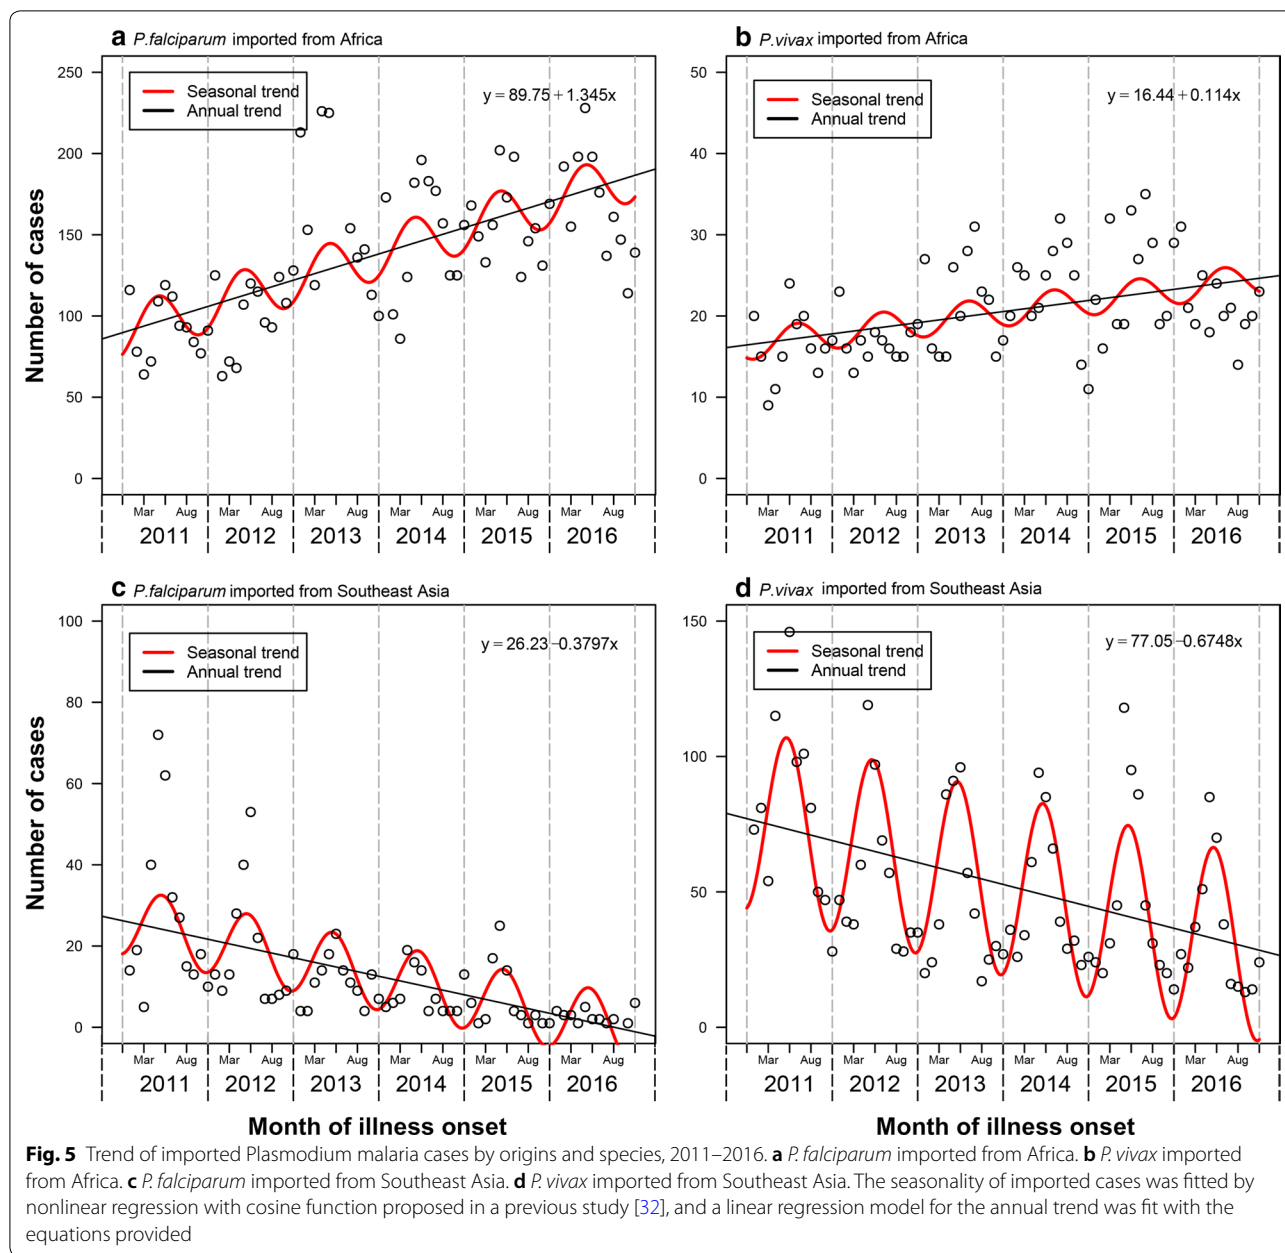 a P.falciparum imported from Africa
250
200
150
100
50
0
Number of cases
Seasonal trend
Annual trend
y = 89.75 + 1.345x
Mar Aug Mar Aug Mar Aug Mar Aug Mar Aug Mar Aug
2011 2012 2013 2014 2015 2016
b P.vivax imported from Africa
50
40
30
20
10
0
Seasonal trend
Annual trend
y = 16.44 + 0.114x
Mar Aug Mar Aug Mar Aug Mar Aug Mar Aug Mar Aug
2011 2012 2013 2014 2015 2016
c P.falciparum imported from Southeast Asia
100
80
60
40
20
0
Number of cases
Seasonal trend
Annual trend
y = 26.23 − 0.3797x
Mar Aug Mar Aug Mar Aug Mar Aug Mar Aug Mar Aug
2011 2012 2013 2014 2015 2016
Month of illness onset
d P.vivax imported from Southeast Asia
150
100
50
0
Seasonal trend
Annual trend
y = 77.05 − 0.6748x
Mar Aug Mar Aug Mar Aug Mar Aug Mar Aug Mar Aug
2011 2012 2013 2014 2015 2016
Month of illness onset
Fig. 5 Trend of imported Plasmodium malaria cases by origins and species, 2011–2016. a P. falciparum imported from Africa. b P. vivax imported
from Africa. c P. falciparum imported from Southeast Asia. d P. vivax imported from Southeast Asia. The seasonality of imported cases was fitted by
nonlinear regression with cosine function proposed in a previous study [32], and a linear regression model for the annual trend was fit with the
equations provided